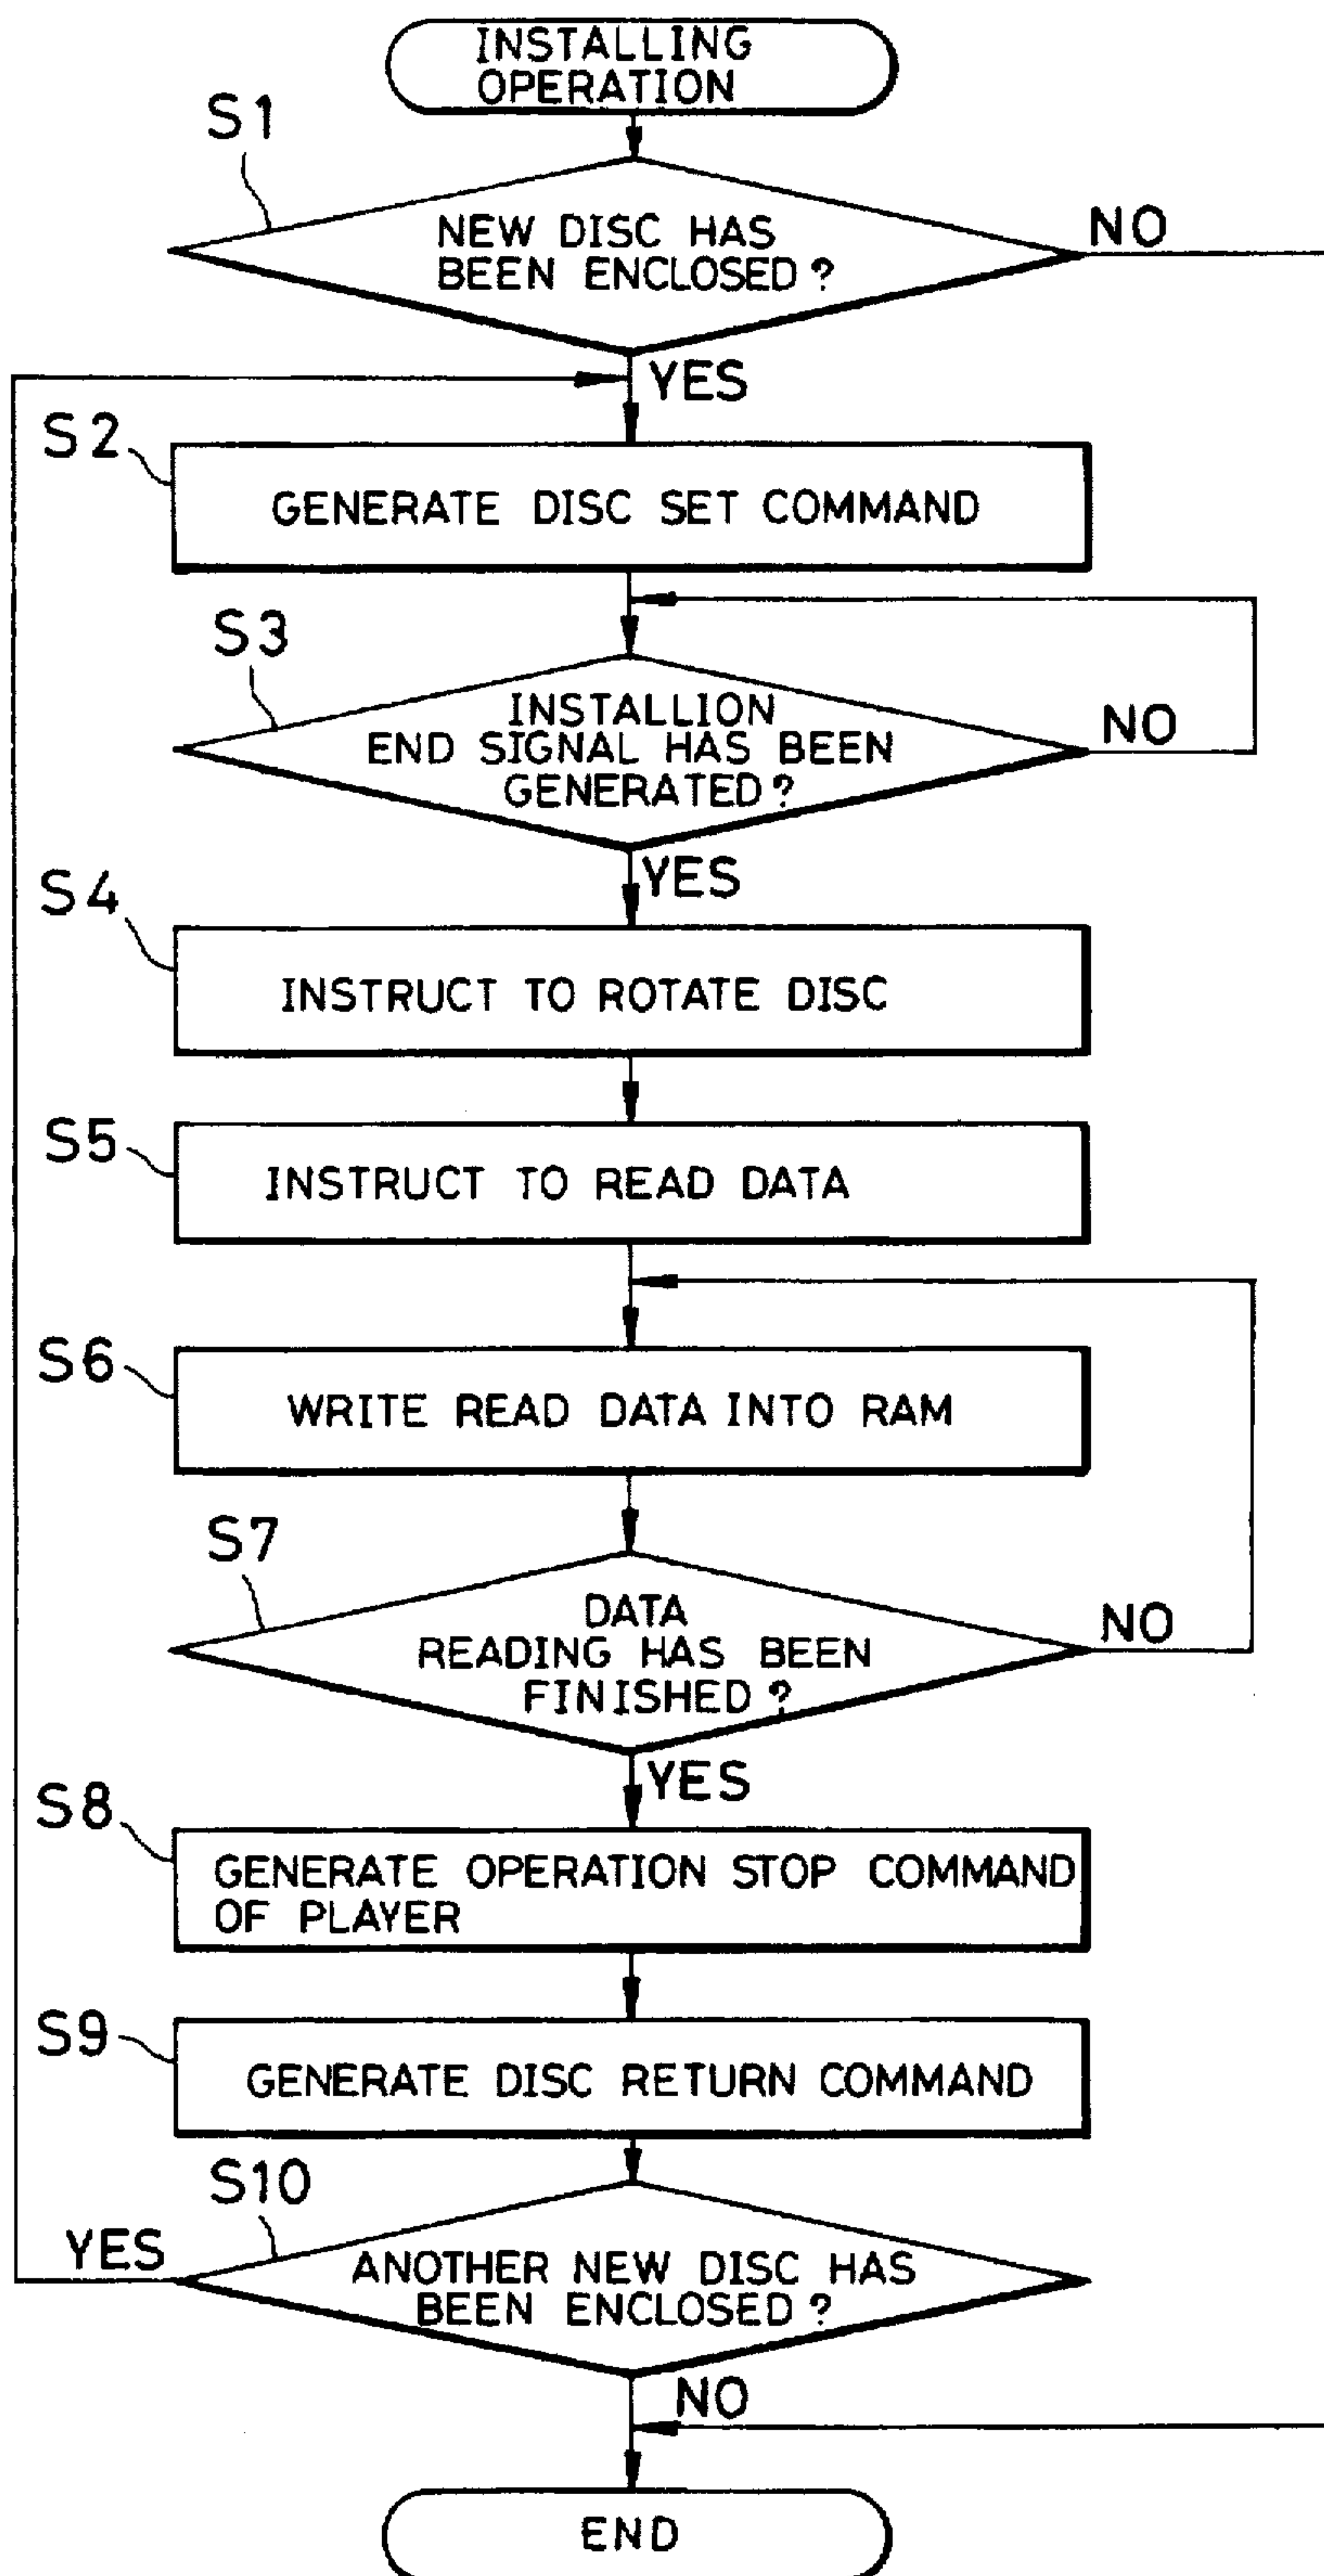 INSTALLING
OPERATION
S1
NEW DISC HAS
BEEN ENCLOSED?
NO
YES
S2
GENERATE DISC SET COMMAND
S3
INSTALLION
END SIGNAL HAS BEEN
GENERATED?
NO
YES
S4
INSTRUCT TO ROTATE DISC
S5
INSTRUCT TO READ DATA
S6
WRITE READ DATA INTO RAM
S7
DATA
READING HAS BEEN
FINISHED?
NO
YES
S8
GENERATE OPERATION STOP COMMAND
OF PLAYER
S9
GENERATE DISC RETURN COMMAND
S10
YES
ANOTHER NEW DISC HAS
BEEN ENCLOSED?
NO
END